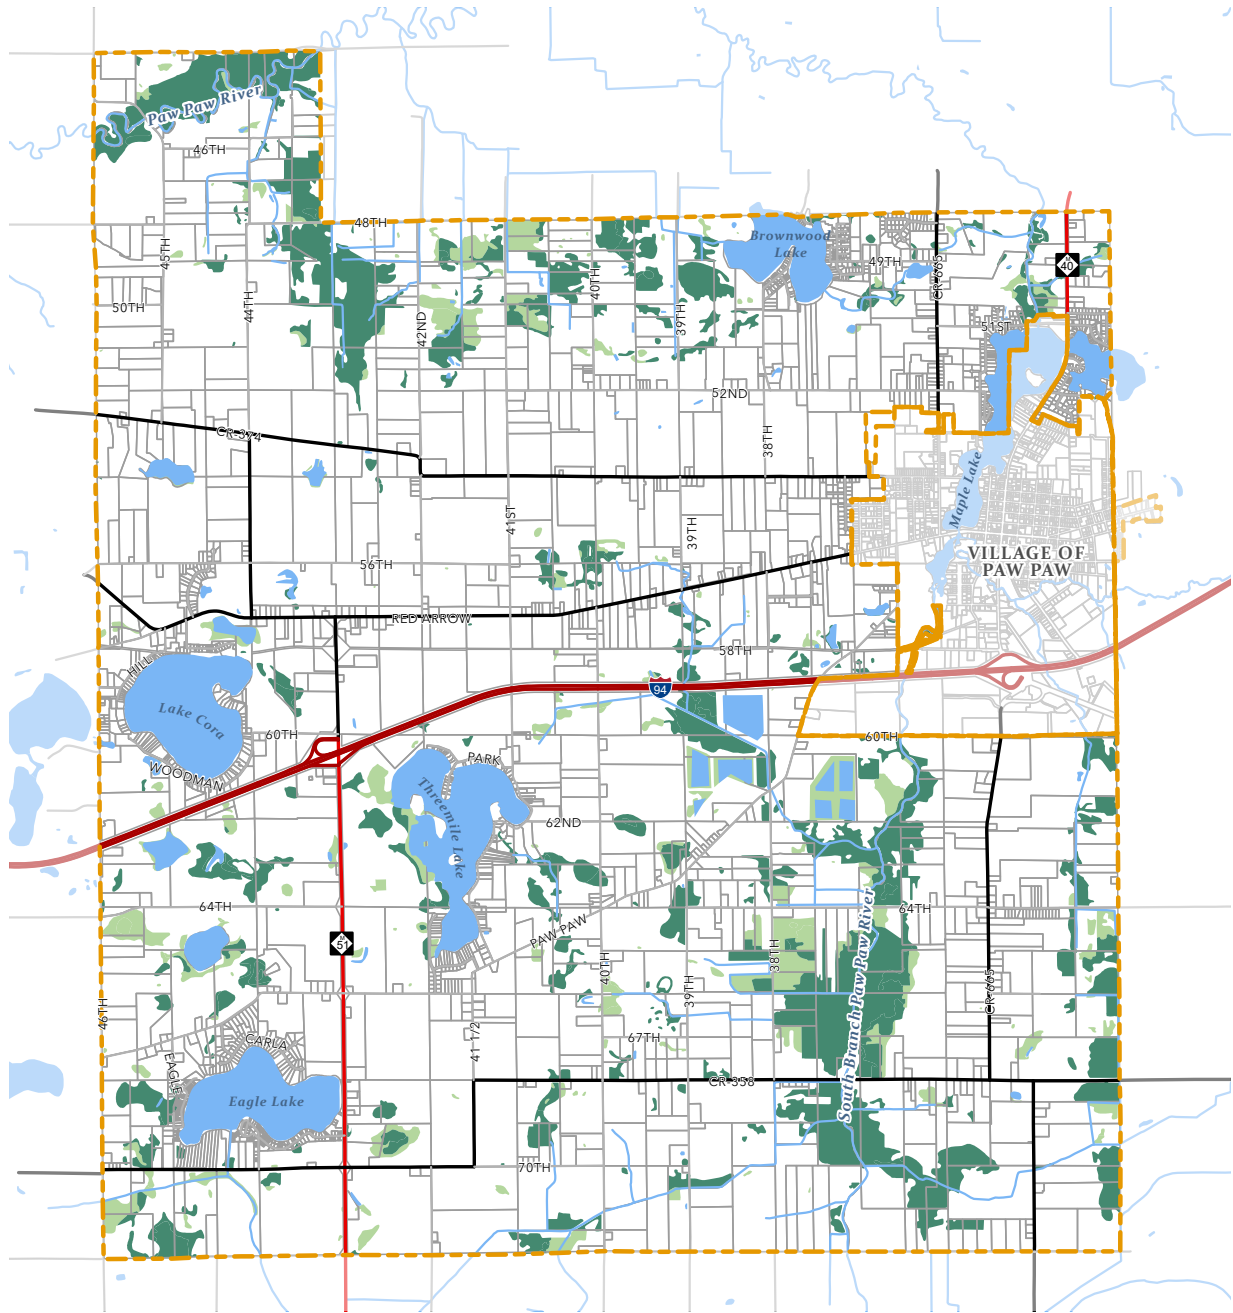 Paw Paw River
46TH
48TH
45TH
Brownwood
Lake
49TH
CR-665
M
40
44TH
50TH
42ND
40TH
39TH
51ST
52ND
CR-374
38TH
Maple Lake
41ST
39TH
VILLAGE OF
PAW PAW
56TH
RED ARROW
58TH
HILL
94
Lake Cora
60TH
60TH
WOODMAN
PARK
Threemile Lake
62ND
64TH
64TH
PAW PAW
M
51
38TH
40TH
39TH
South Branch Paw Paw River
CR-665
46TH
41 1/2
67TH
CARLA
EAGLE
CR-358
Eagle Lake
70TH